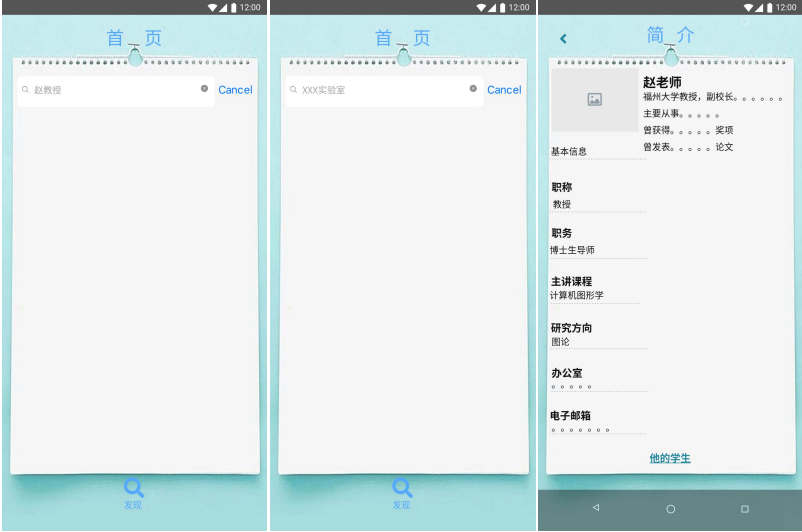 12:00
首 页
赵教授
Cancel
发现
12:00
首 页
XXX实验室
Cancel
发现
12:00
简 介
赵老师
福州大学教授，副校长。。。。。。
主要从事。。。。。
曾获得。。。。。奖项
曾发表。。。。。论文
基本信息
职称
教授
职务
博士生导师
主讲课程
计算机图形学
研究方向
图论
办公室
。。。。。
电子邮箱
。。。。。。。
他的学生